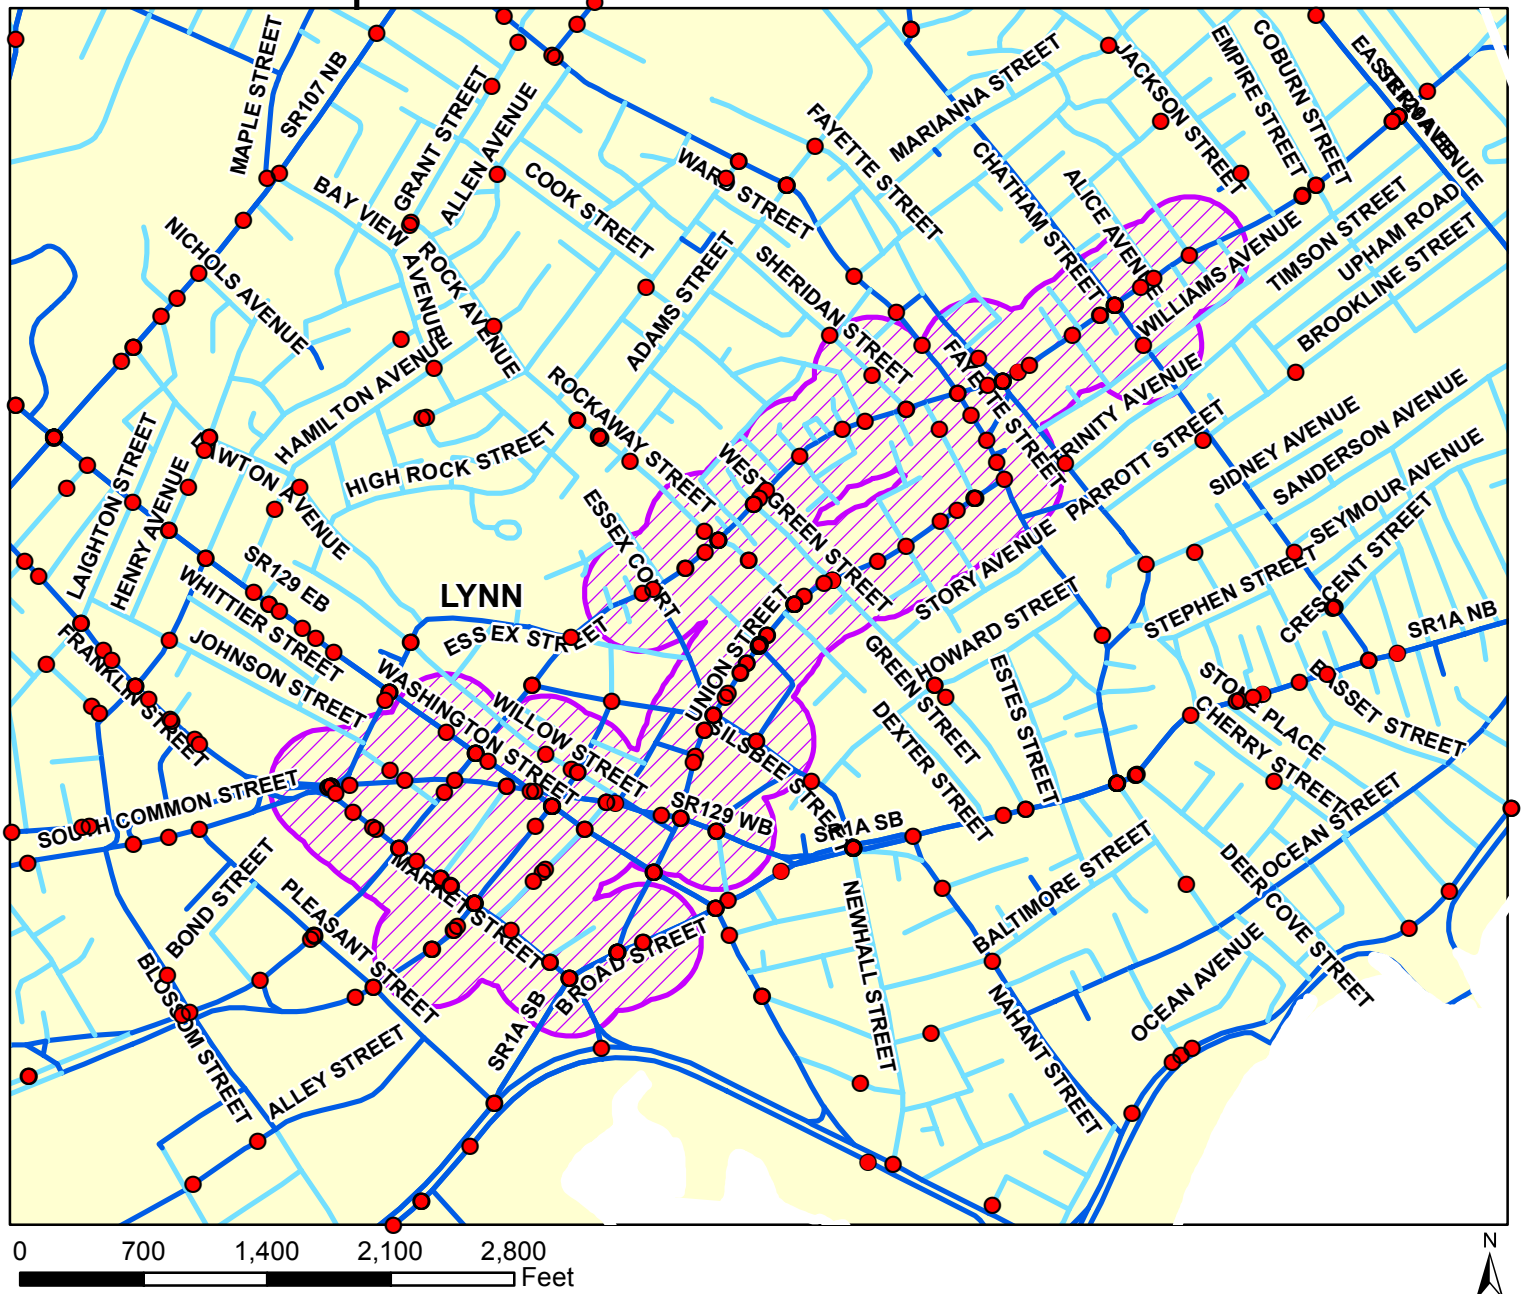 MAPLE STREET
SR107 NB
GRANT STREET
ALLEN AVENUE
COOK STREET
WARD STREET
FAYETTE STREET
MARIANNA STREET
JACKSON STREET
EMPIRE STREET
COBURN STREET
CHATHAM STREET
ALICE AVENUE
TIMSON STREET
UPHAM ROAD
BROOKLINE STREET
WILLIAMS AVENUE
NICHOLS AVENUE
BAY VIEW AVENUE
ROCK AVENUE
ADAMS STREET
SHERIDAN STREET
HAMILTON AVENUE
HIGH ROCK STREET
ROCKAWAY STREET
FAYETTE STREET
TRINITY AVENUE
PARROTT STREET
SIDNEY AVENUE
SANDERSON AVENUE
SEYMOUR AVENUE
LAIGHTON STREET
HENRY AVENUE
NEWTON AVENUE
WEST GREEN STREET
ESSEX COURT
STORY AVENUE
STEPHEN STREET
CRESCENT STREET
SR1A NB
SR129 EB
WHITTIER STREET
LYNN
ESSEX STREET
UNION STREET
HOWARD STREET
GREEN STREET
FRANKLIN STREET
JOHNSON STREET
WASHINGTON STREET
WILLOW STREET
SILSBEE STREET
DEXTER STREET
ESTES STREET
STONE PLACE
BASSET STREET
CHERRY STREET
SOUTH COMMON STREET
SR129 WB
SR1A SB
OCEAN STREET
BALTIMORE STREET
DEER COVE STREET
BOND STREET
PLEASANT STREET
MARKET STREET
BROAD STREET
NEWHALL STREET
NAHANT STREET
OCEAN AVENUE
BLOSSOM STREET
ALLEY STREET
SR1A SB
0 700 1,400 2,100 2,800
Feet
N